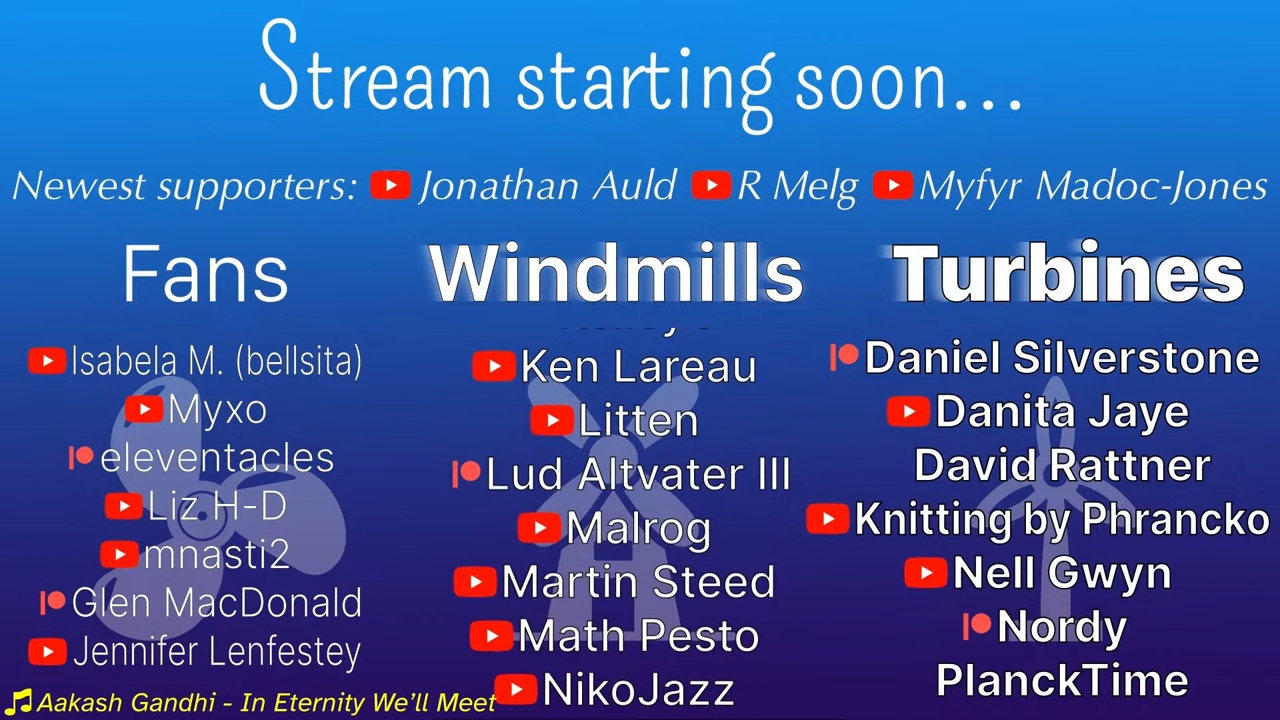 Stream starting soon...
Newest supporters: Jonathan Auld R Melg Myfyr Madoc-Jones
Fans
Isabela M. (bellsita)
Myxo
eleventacles
Liz H-D
mnasti2
Glen MacDonald
Jennifer Lenfestey
Windmills
Ken Lareau
Litten
Lud Altvater III
Malrog
Martin Steed
Math Pesto
NikoJazz
Turbines
Daniel Silverstone
Danita Jaye
David Rattner
Knitting by Phrancko
Nell Gwyn
Nordy
PlanckTime
Aakash Gandhi - In Eternity We'll Meet